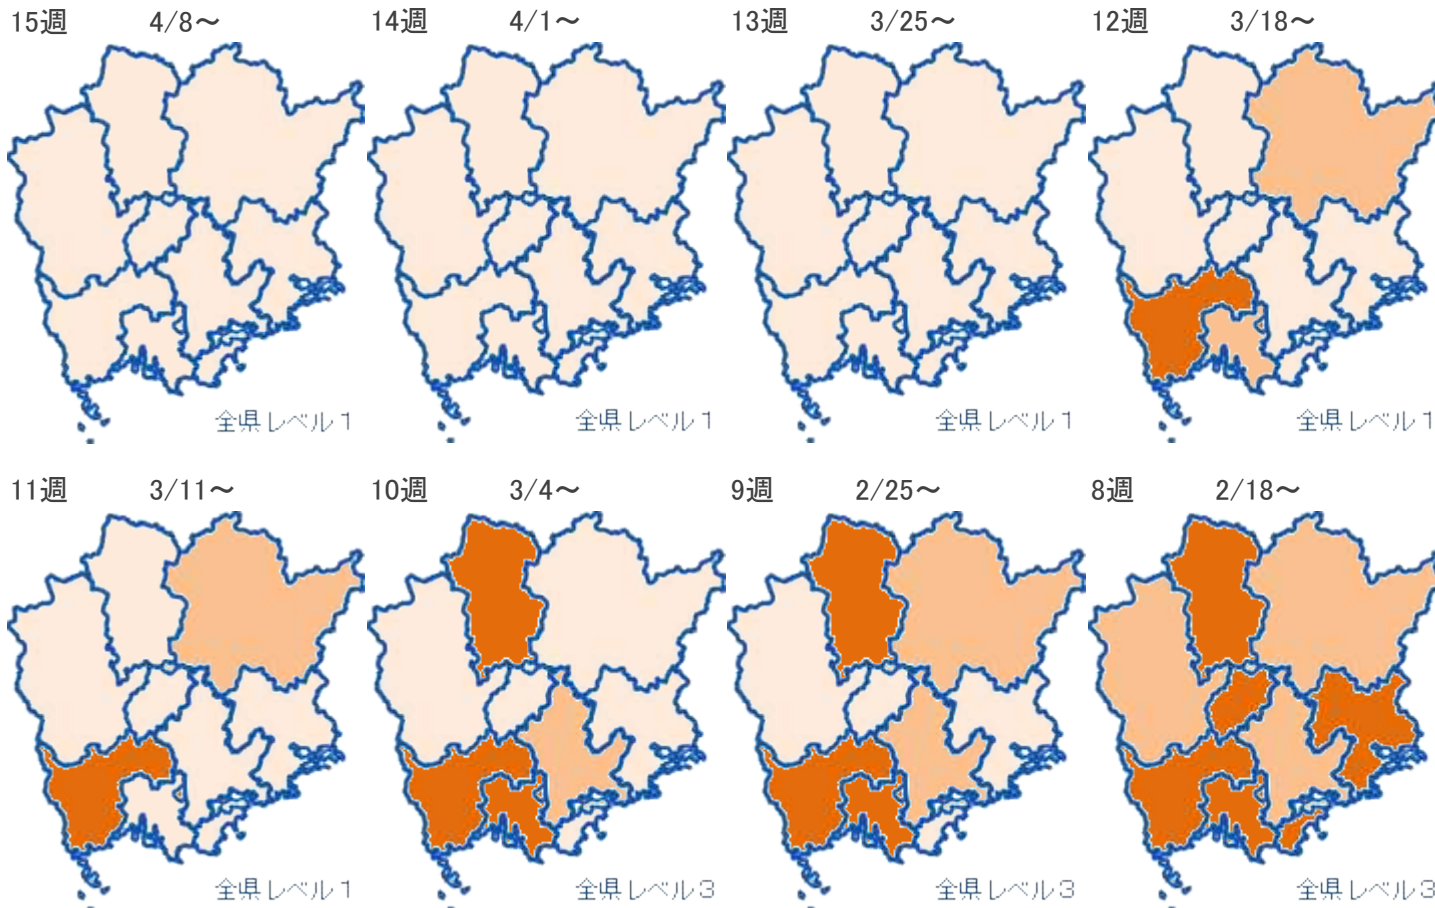 15週 4/8～ 14週 4/1～ 13週 3/25～ 12週 3/18～
全県レベル1 全県レベル1 全県レベル1 全県レベル1
11週 3/11～ 10週 3/4～ 9週 2/25～ 8週 2/18～
全県レベル1 全県レベル3 全県レベル3 全県レベル3